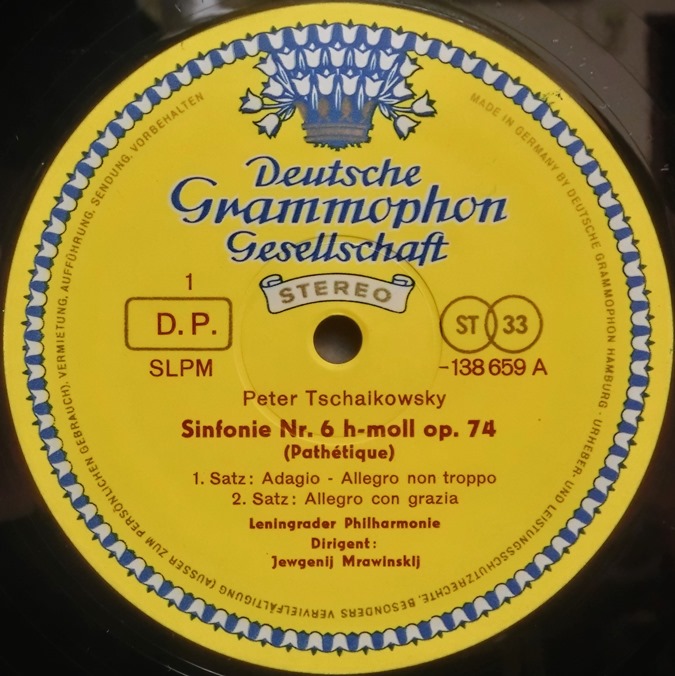 Deutsche
Grammophon
Gesellschaft
STEREO
1
D.P.
SLPM
ST 33
-138 659 A
Peter Tschaikowsky
Sinfonie Nr. 6 h-moll op. 74
(Pathétique)
1. Satz: Adagio - Allegro non troppo
2. Satz: Allegro con grazia
Leningrader Philharmonie
Dirigent:
Jewgenij Mrawinskij
MADE IN GERMANY BY DEUTSCHE GRAMMOPHON HAMBURG · URHEBER- UND LEISTUNGSSCHUTZRECHTE, BESONDERS VERVIELFÄLTIGUNG (AUSSER ZUM PERSÖNLICHEN GEBRAUCH), VERMIETUNG, AUFFÜHRUNG, SENDUNG, VORBEHALTEN